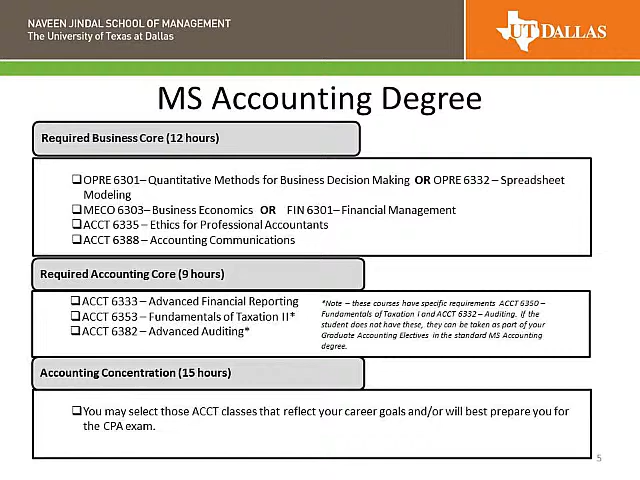 NAVEEN JINDAL SCHOOL OF MANAGEMENT
The University of Texas at Dallas
UT DALLAS
MS Accounting Degree
Required Business Core (12 hours)
❑OPRE 6301– Quantitative Methods for Business Decision Making OR OPRE 6332 – Spreadsheet
Modeling
❑MECO 6303– Business Economics OR FIN 6301– Financial Management
❑ACCT 6335 – Ethics for Professional Accountants
❑ACCT 6388 – Accounting Communications
Required Accounting Core (9 hours)
❑ACCT 6333 – Advanced Financial Reporting
❑ACCT 6353 – Fundamentals of Taxation II*
❑ACCT 6382 – Advanced Auditing*
*Note – these courses have specific requirements ACCT 6350 –
Fundamentals of Taxation I and ACCT 6332 – Auditing. If the
student does not have these, they can be taken as part of your
Graduate Accounting Electives in the standard MS Accounting
degree.
Accounting Concentration (15 hours)
❑You may select those ACCT classes that reflect your career goals and/or will best prepare you for
the CPA exam.
5